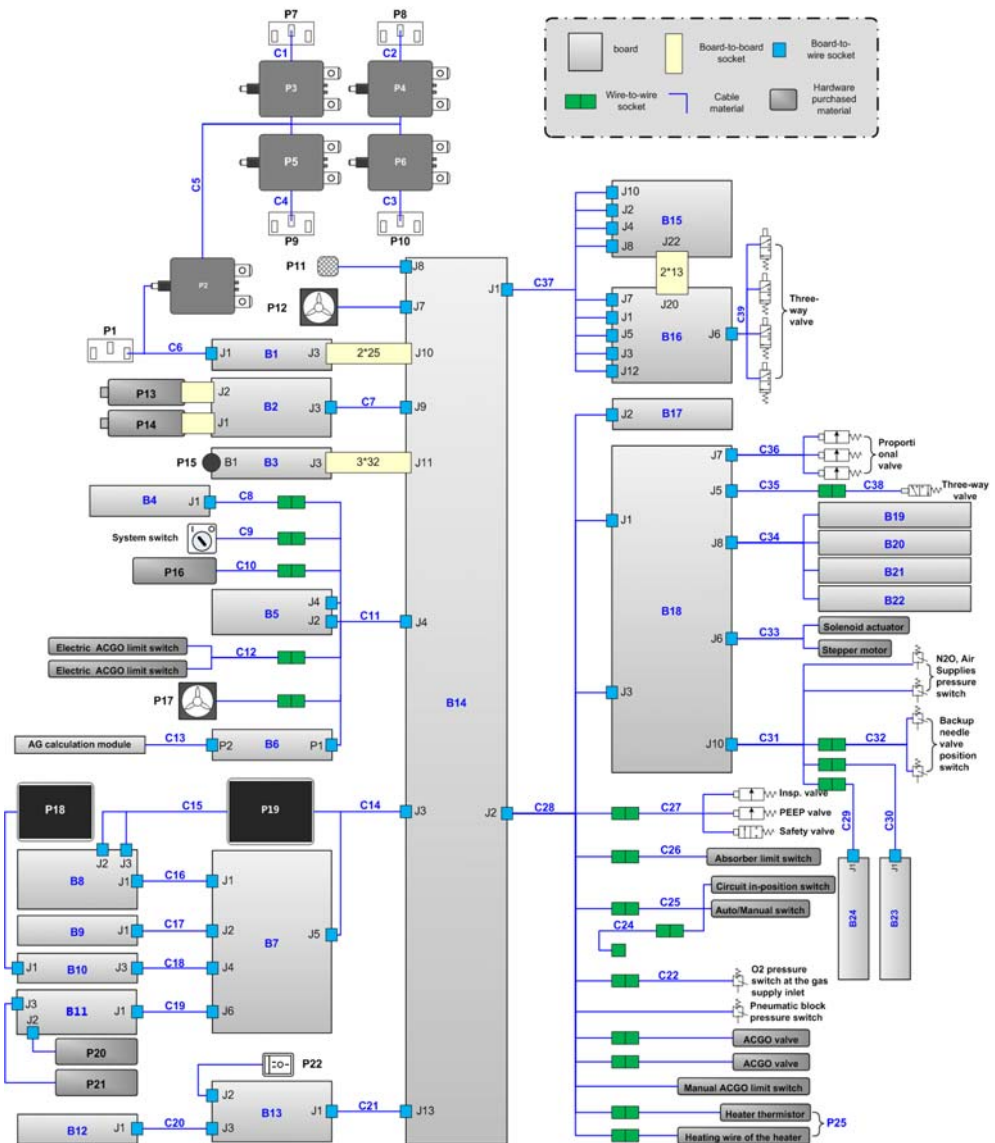 P7
P8
C1
C2
P3
P4
P5
P6
C5
C4
C3
P9
P10
P2
P1
C6
board
Board-to-board
socket
Board-to-
wire socket
Wire-to-wire
socket
Cable
material
Hardware
purchased
material
P11
J8
P12
J7
J1
B1
J3
2*25
J10
P13
J2
B2
J3
C7
J9
P14
J1
P15
B1
B3
J3
3*32
J11
B4
J1
C8
System switch
C9
P16
C10
B5
J4
J2
C11
J4
Electric ACGO limit switch
Electric ACGO limit switch
C12
P17
AG calculation module
C13
P2
B6
P1
B14
P18
C15
P19
C14
J3
J2
J3
B8
J1
C16
J1
B9
J1
C17
J2
B7
J5
J1
B10
J3
C18
J4
J3
J2
B11
J1
C19
J6
P20
P21
P22
J2
B13
J1
C21
J13
B12
J1
C20
J3
J1
C37
J10
J2
J4
J8
B15
J22
2*13
J20
J7
J1
J5
J3
J12
B16
J6
C39
Three-
way
valve
J2
B17
J7
C36
Proporti
onal
valve
J5
C35
C38
Three-way
valve
J1
J8
C34
B19
B20
B21
B22
B18
J6
C33
Solenoid actuator
Stepper motor
J3
N2O, Air
Supplies
pressure
switch
J10
C31
C32
Backup
needle
valve
position
switch
C29
C30
J1
J1
B24
B23
J2
C28
C27
Insp. valve
PEEP valve
Safety valve
C26
Absorber limit switch
Circuit in-position switch
C25
Auto/Manual switch
C24
C22
O2 pressure
switch at the gas
supply inlet
Pneumatic block
pressure switch
ACGO valve
ACGO valve
Manual ACGO limit switch
Heater thermistor
P25
Heating wire of the heater